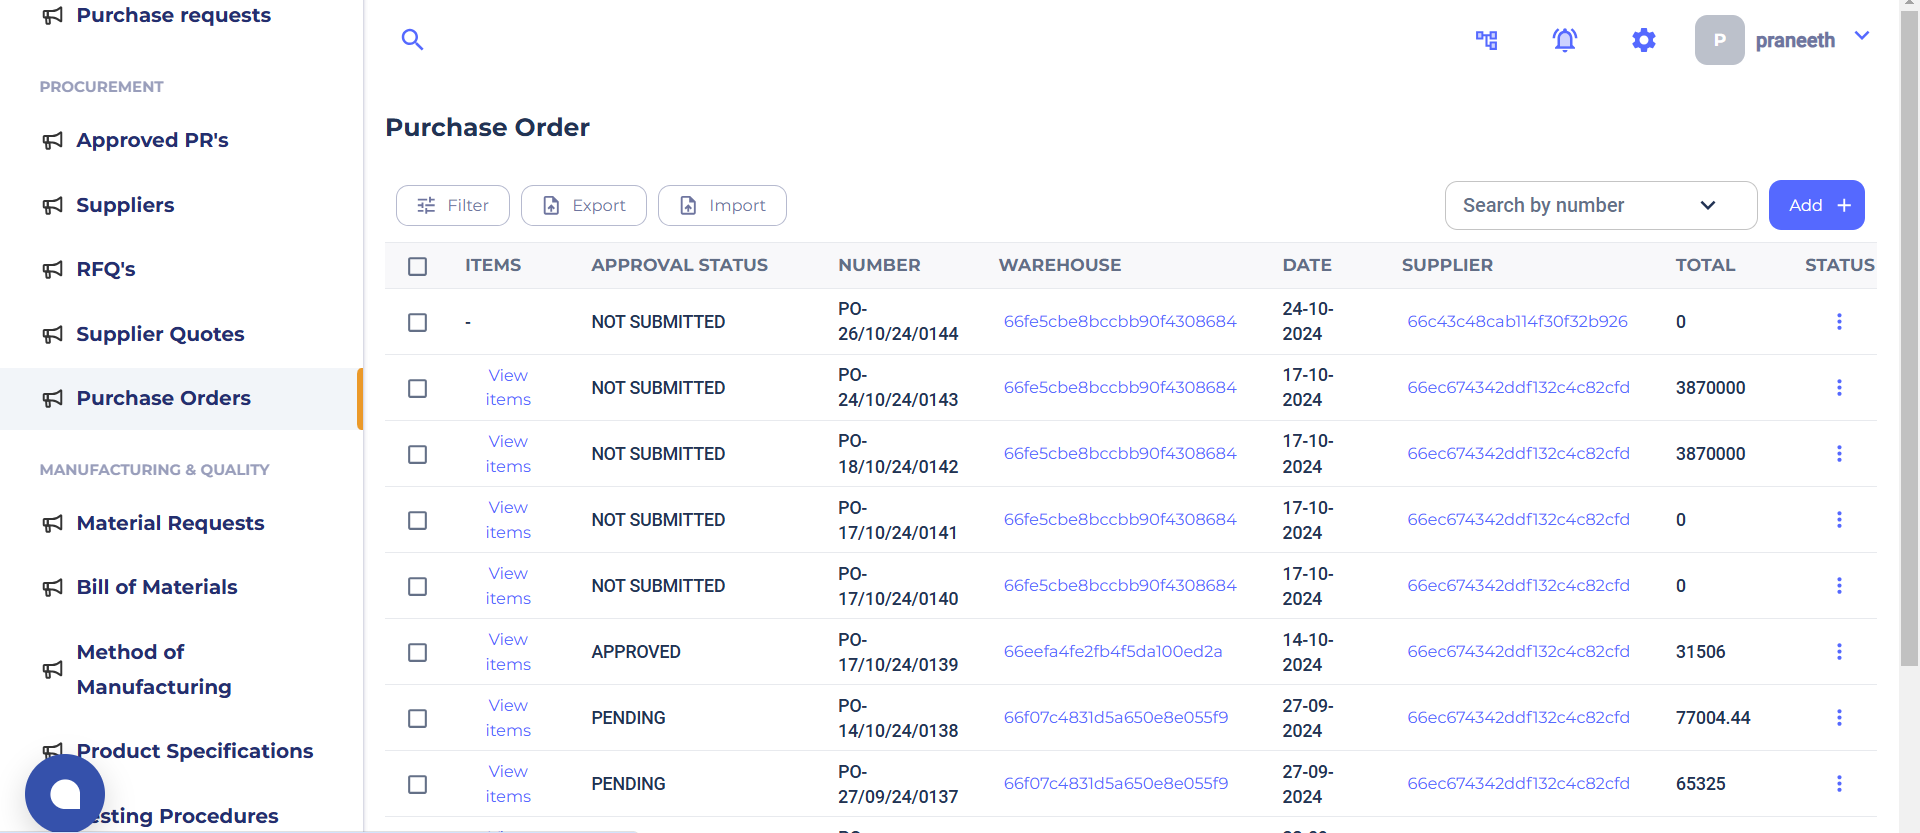 Purchase requests
PROCUREMENT
Approved PR's
Suppliers
RFQ's
Supplier Quotes
Purchase Orders
MANUFACTURING & QUALITY
Material Requests
Bill of Materials
Method of
Manufacturing
Product Specifications
esting Procedures
P praneeth
Purchase Order
Filter Export Import Search by number Add +
ITEMS APPROVAL STATUS NUMBER WAREHOUSE DATE SUPPLIER TOTAL STATUS
- NOT SUBMITTED PO-26/10/24/0144 66fe5cbe8bccbb90f4308684 24-10-2024 66c43c48cab114f30f32b926 0
View items NOT SUBMITTED PO-24/10/24/0143 66fe5cbe8bccbb90f4308684 17-10-2024 66ec674342ddf132c4c82cfd 3870000
View items NOT SUBMITTED PO-18/10/24/0142 66fe5cbe8bccbb90f4308684 17-10-2024 66ec674342ddf132c4c82cfd 3870000
View items NOT SUBMITTED PO-17/10/24/0141 66fe5cbe8bccbb90f4308684 17-10-2024 66ec674342ddf132c4c82cfd 0
View items NOT SUBMITTED PO-17/10/24/0140 66fe5cbe8bccbb90f4308684 17-10-2024 66ec674342ddf132c4c82cfd 0
View items APPROVED PO-17/10/24/0139 66eefa4fe2fb4f5da100ed2a 14-10-2024 66ec674342ddf132c4c82cfd 31506
View items PENDING PO-14/10/24/0138 66f07c4831d5a650e8e055f9 27-09-2024 66ec674342ddf132c4c82cfd 77004.44
View items PENDING PO-27/09/24/0137 66f07c4831d5a650e8e055f9 27-09-2024 66ec674342ddf132c4c82cfd 65325